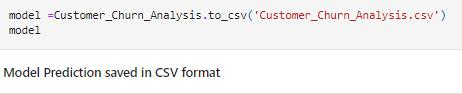 model =Customer_Churn_Analysis.to_csv('Customer_Churn_Analysis.csv')
model
Model Prediction saved in CSV format